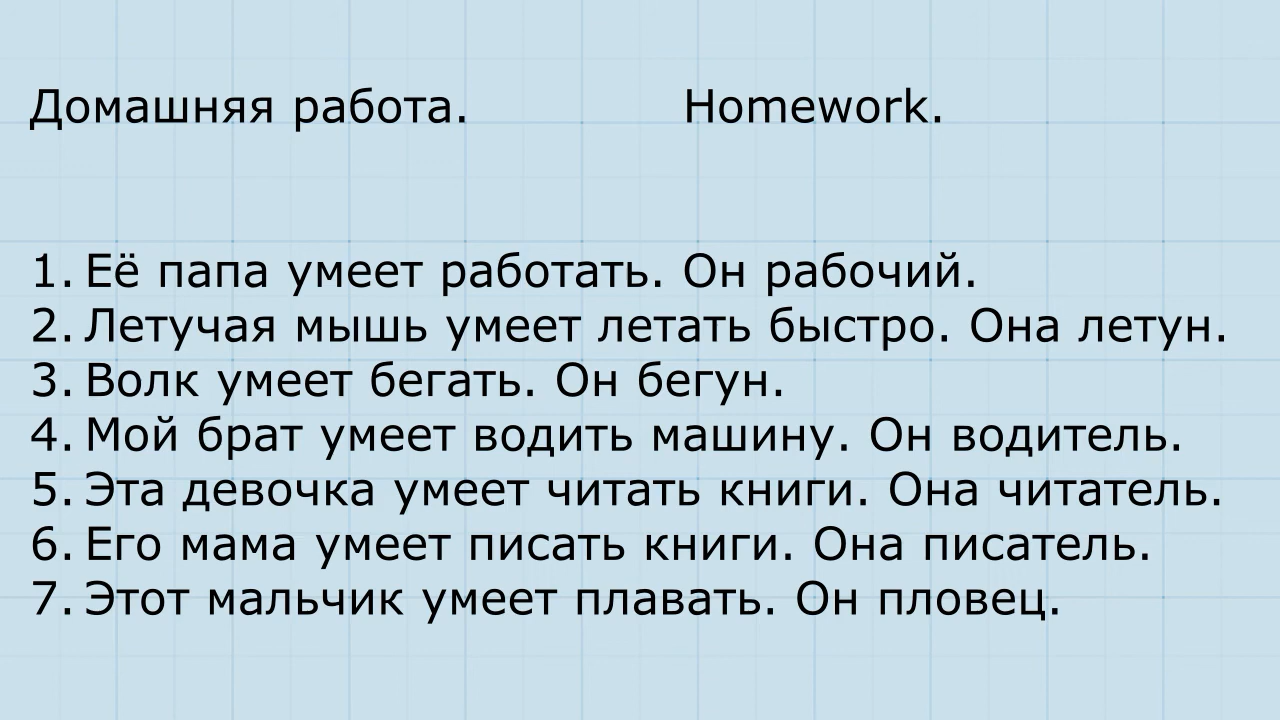 Домашняя работа. Homework.
1. Её папа умеет работать. Он рабочий.
2. Летучая мышь умеет летать быстро. Она летун.
3. Волк умеет бегать. Он бегун.
4. Мой брат умеет водить машину. Он водитель.
5. Эта девочка умеет читать книги. Она читатель.
6. Его мама умеет писать книги. Она писатель.
7. Этот мальчик умеет плавать. Он пловец.